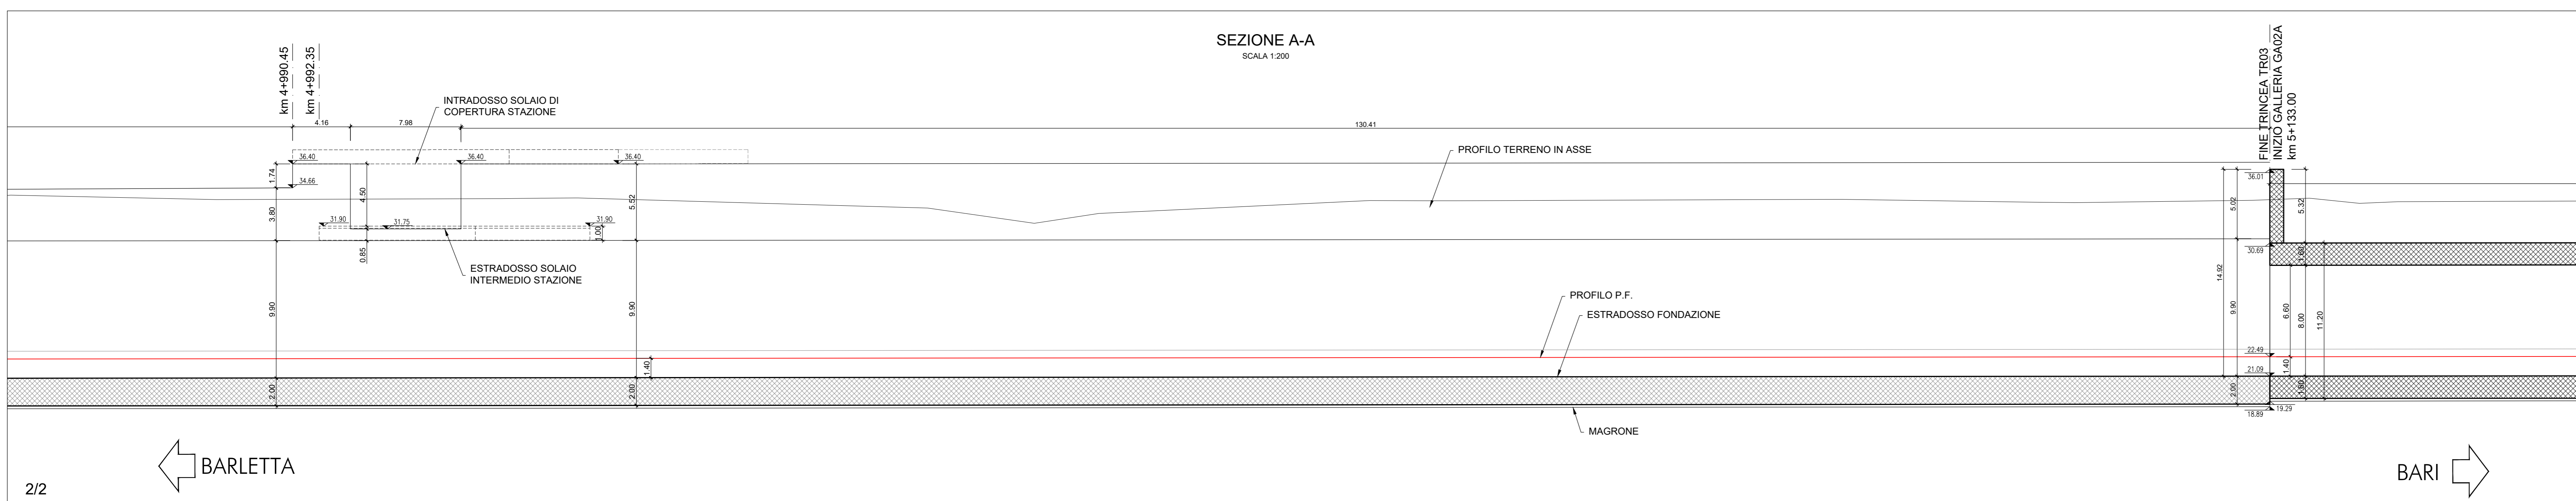 SEZIONE A-A
SCALA 1:200
km 4+990.45
km 4+992.35
INTRADOSSO SOLAIO DI
COPERTURA STAZIONE
4.16
7.98
130.41
FINE TRINCEA TR03
INIZIO GALLERIA GA02A
km 5+133.00
PROFILO TERRENO IN ASSE
36.40
36.40
36.40
1.74
34.66
4.50
5.52
3.80
31.90
31.75
31.90
1.00
0.85
ESTRADOSSO SOLAIO
INTERMEDIO STAZIONE
9.90
9.90
PROFILO P.F.
ESTRADOSSO FONDAZIONE
1.40
2.00
2.00
MAGRONE
36.01
5.02
5.32
30.69
1.60
14.92
9.90
6.60
8.00
11.20
22.49
1.40
21.09
2.00
1.80
19.29
18.89
BARLETTA
BARI
2/2